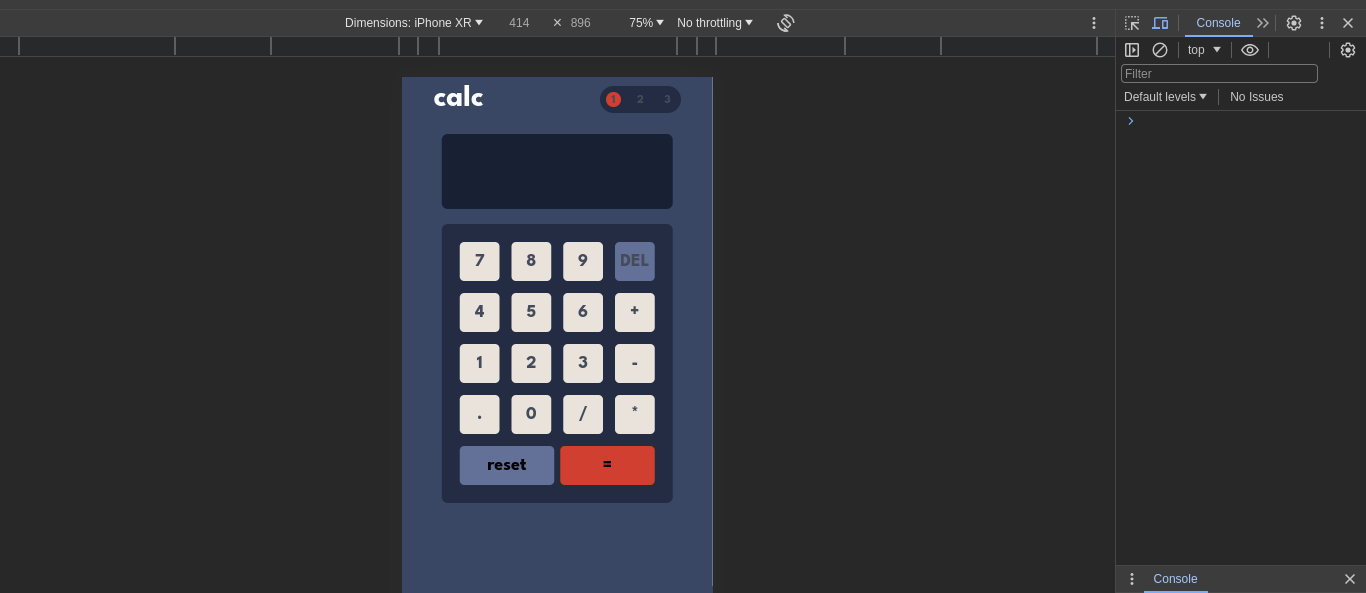 Dimensions: iPhone XR 414 × 896 75% No throttling
Console
top
Filter
Default levels No Issues
calc
1 2 3
7 8 9 DEL
4 5 6 +
1 2 3 -
. 0 / *
reset =
Console